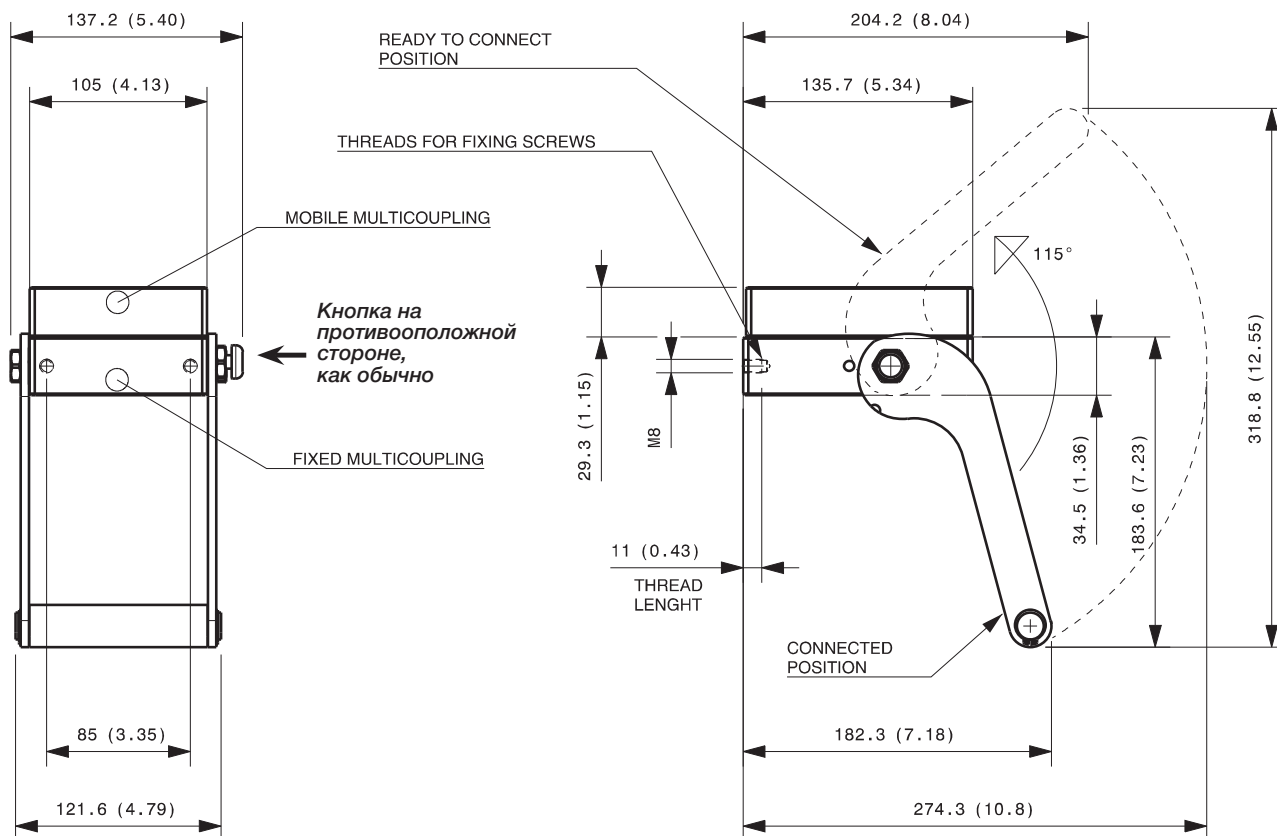 137.2 (5.40)
204.2 (8.04)
READY TO CONNECT
POSITION
105 (4.13)
135.7 (5.34)
THREADS FOR FIXING SCREWS
MOBILE MULTICOUPLING
115°
Кнопка на
противооположной
стороне,
как обычно
29.3 (1.15)
M8
318.8 (12.55)
FIXED MULTICOUPLING
34.5 (1.36)
183.6 (7.23)
11 (0.43)
THREAD
LENGHT
CONNECTED
POSITION
85 (3.35)
182.3 (7.18)
121.6 (4.79)
274.3 (10.8)